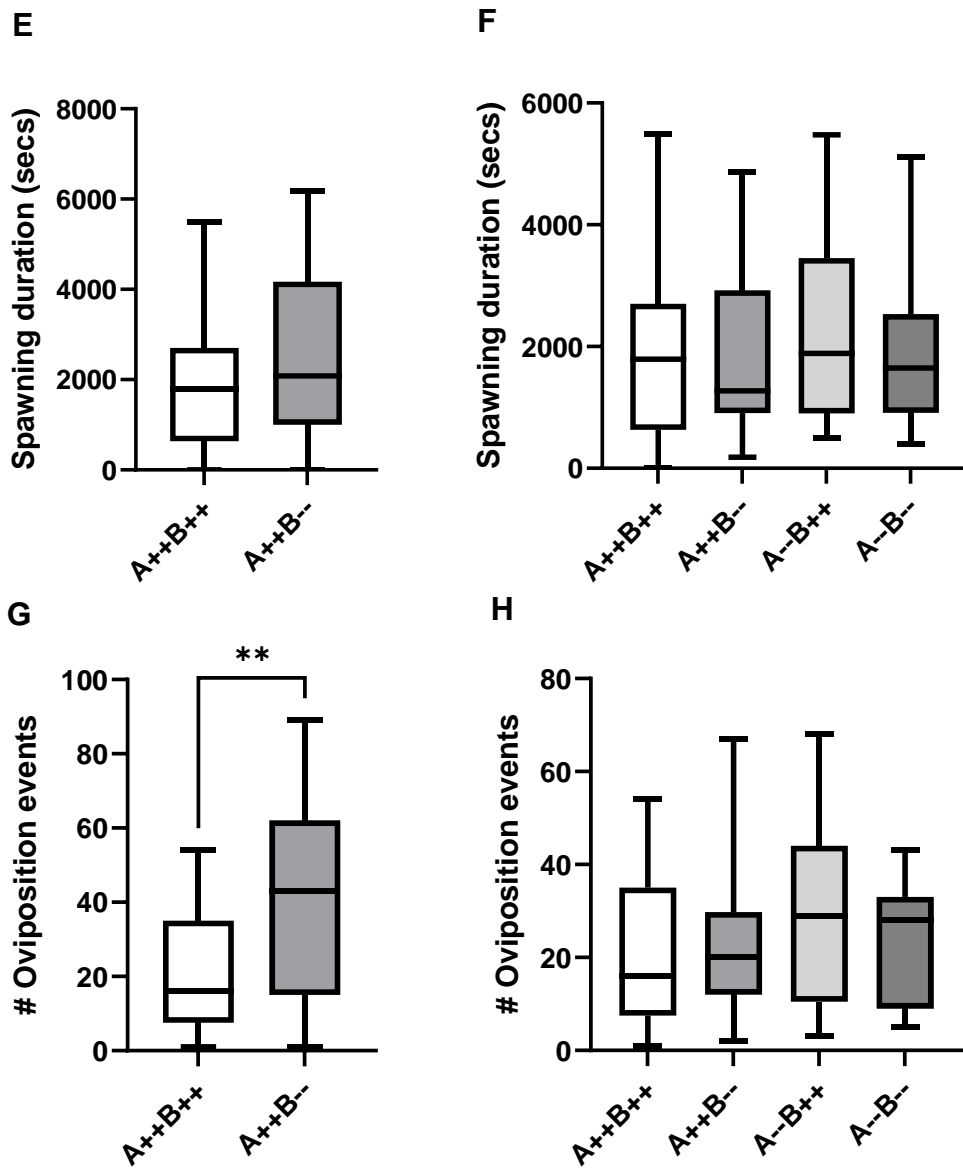 E
F
Spawning duration (secs)
8000
6000
4000
2000
0
A++B++
A++B--
Spawning duration (secs)
6000
4000
2000
0
A++B++
A++B--
A--B++
A--B--
G
H
# Oviposition events
100
80
60
40
20
0
**
A++B++
A++B--
# Oviposition events
80
60
40
20
0
A++B++
A++B--
A--B++
A--B--